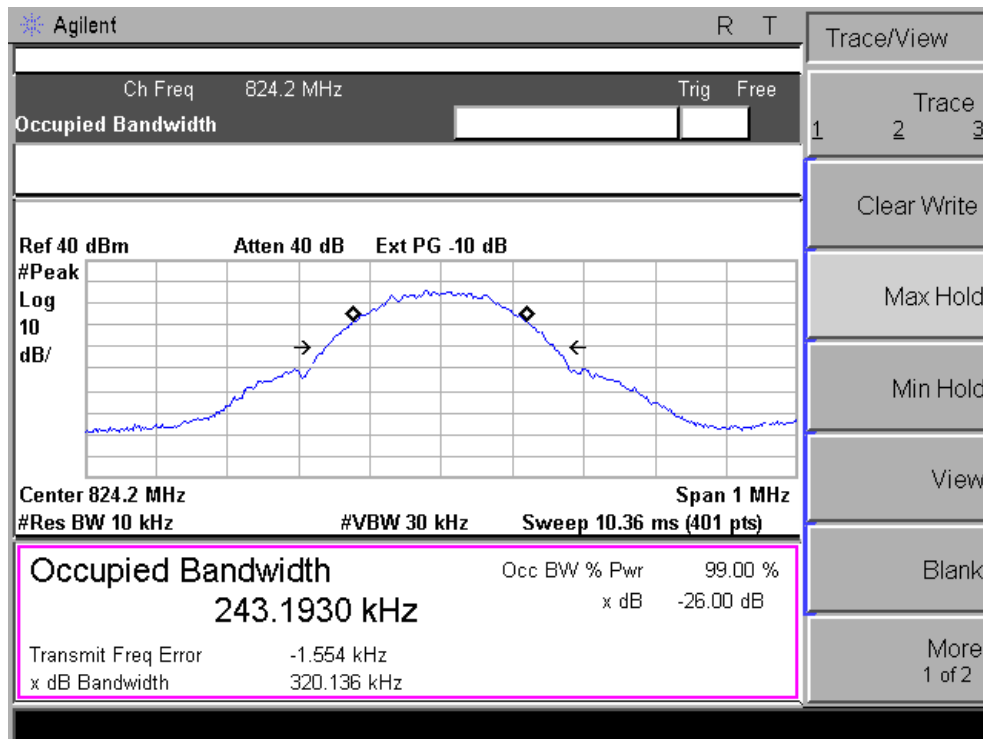 Agilent R T
Trace/View
Ch Freq 824.2 MHz Trig Free
Occupied Bandwidth
Trace
1 2 3
Clear Write
Ref 40 dBm Atten 40 dB Ext PG -10 dB
#Peak
Log
10
dB/
Max Hold
Min Hold
View
Center 824.2 MHz Span 1 MHz
#Res BW 10 kHz #VBW 30 kHz Sweep 10.36 ms (401 pts)
Occupied Bandwidth
243.1930 kHz
Occ BW % Pwr 99.00 %
x dB -26.00 dB
Transmit Freq Error -1.554 kHz
x dB Bandwidth 320.136 kHz
Blank
More
1 of 2